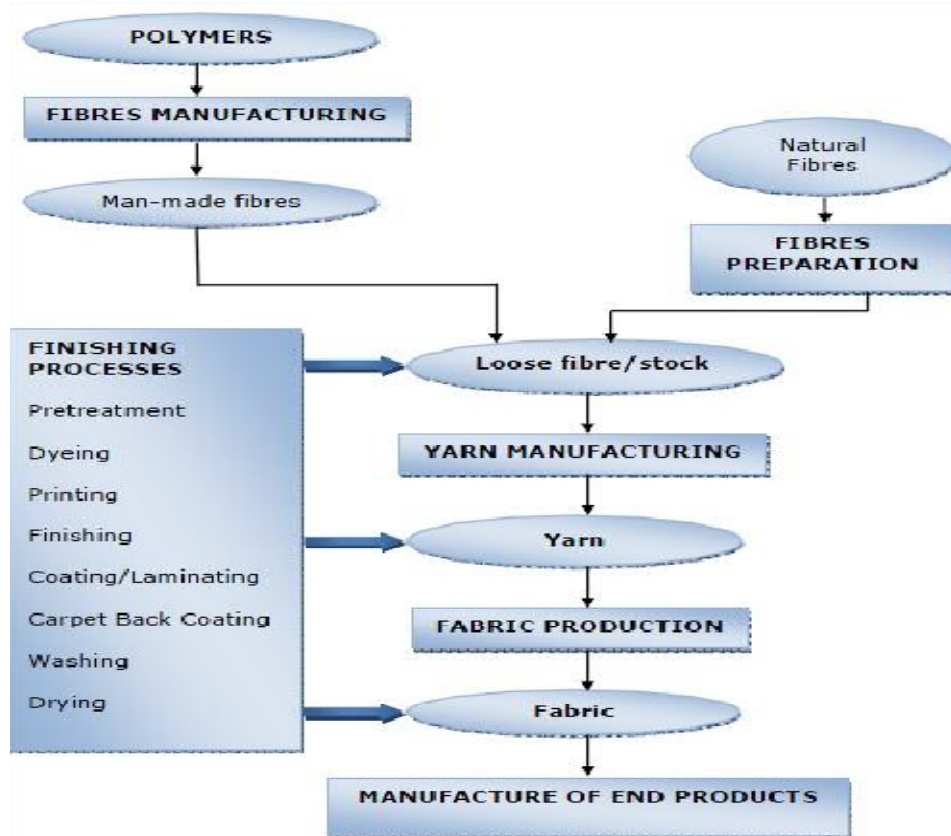 POLYMERS
FIBRES MANUFACTURING
Man-made fibres
Natural
Fibres
FIBRES
PREPARATION
Loose fibre/stock
YARN MANUFACTURING
Yarn
FABRIC PRODUCTION
Fabric
MANUFACTURE OF END PRODUCTS
FINISHING
PROCESSES
Pretreatment
Dyeing
Printing
Finishing
Coating/Laminating
Carpet Back Coating
Washing
Drying